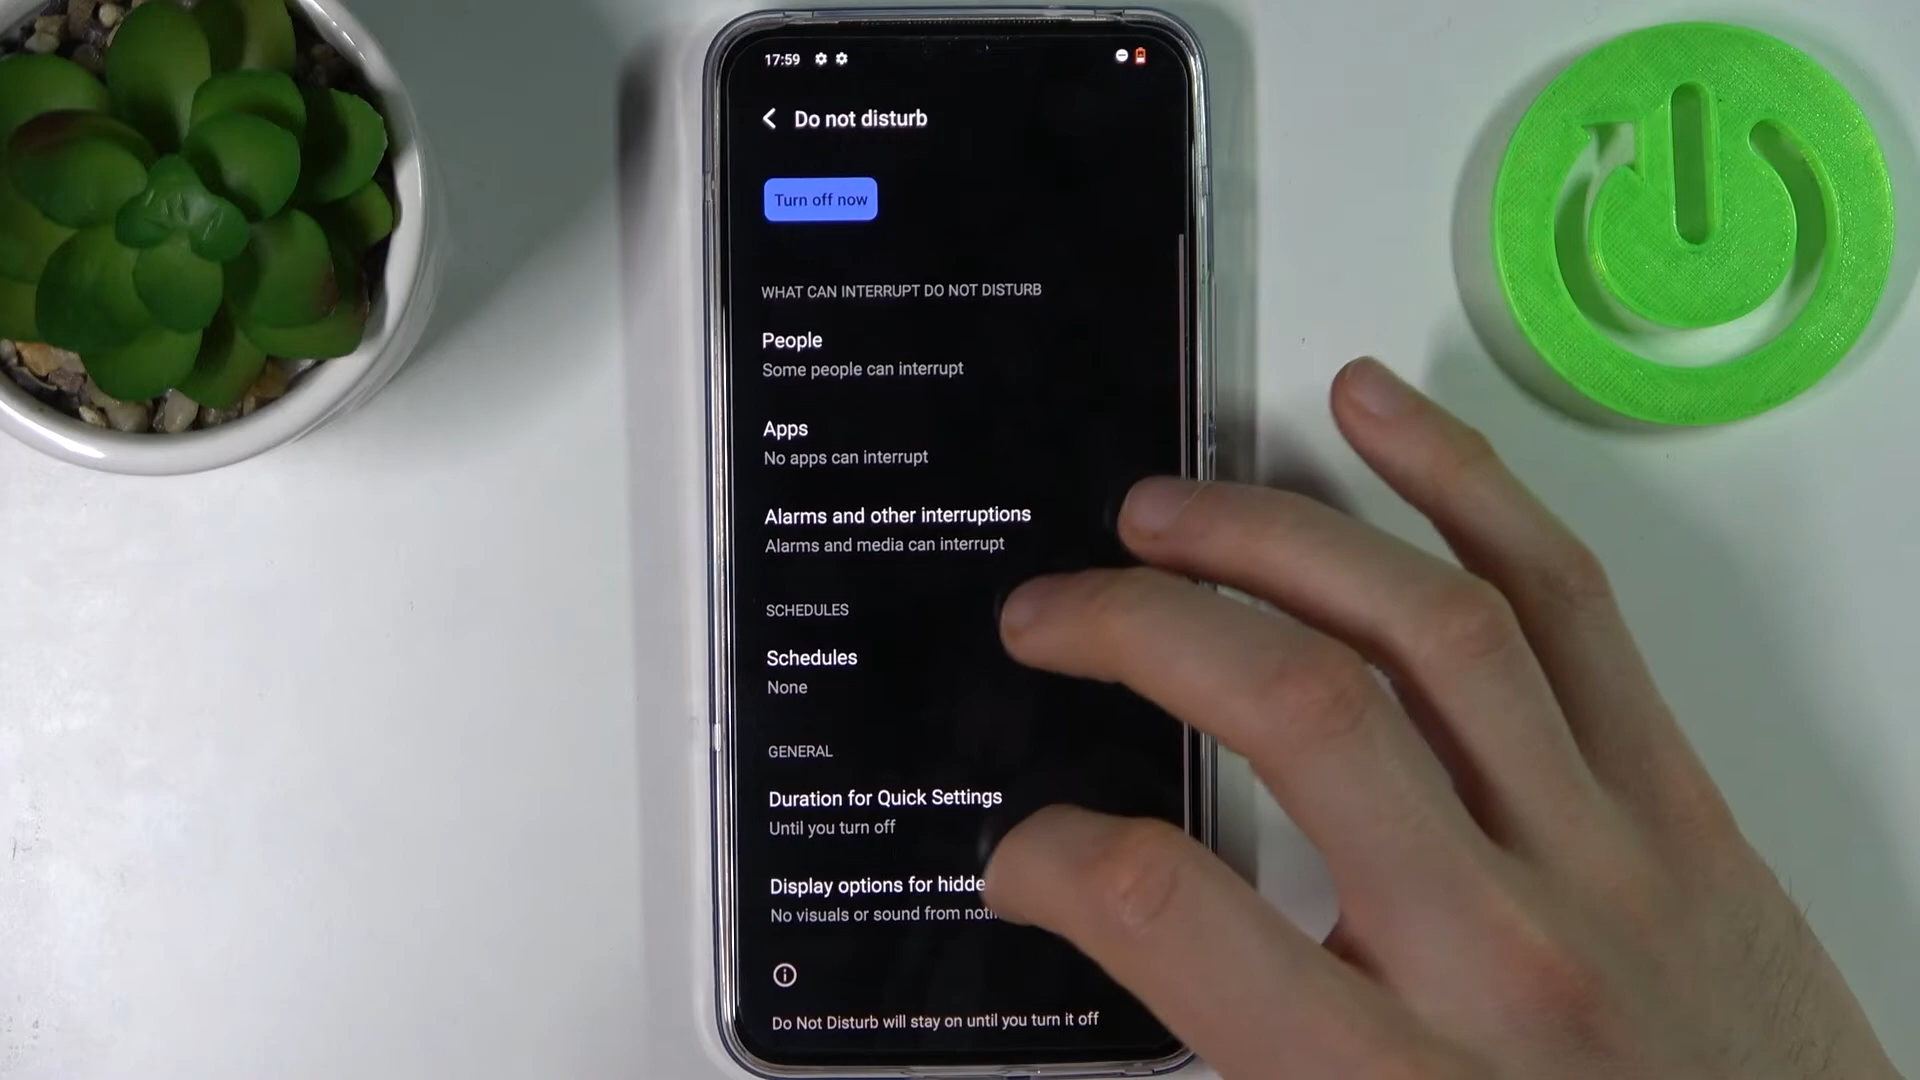 17:59
Do not disturb
Turn off now
WHAT CAN INTERRUPT DO NOT DISTURB
People
Some people can interrupt
Apps
No apps can interrupt
Alarms and other interruptions
Alarms and media can interrupt
SCHEDULES
Schedules
None
GENERAL
Duration for Quick Settings
Until you turn off
Display options for hidde
No visuals or sound from
Do Not Disturb will stay on until you turn it off